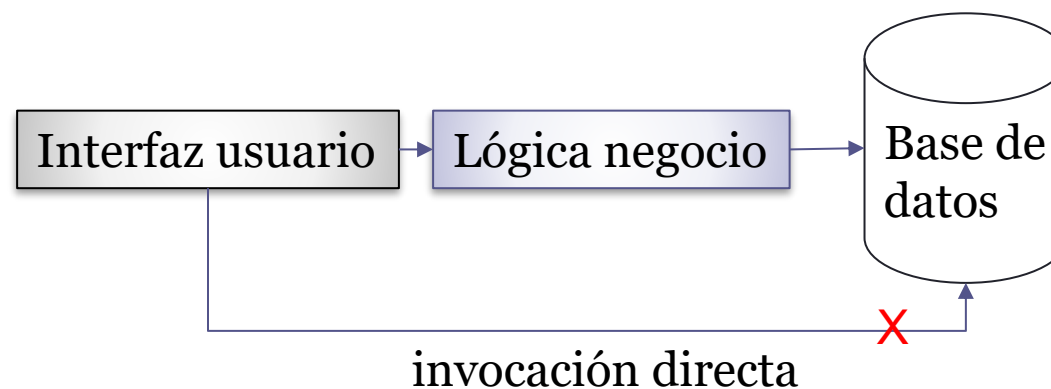 Interfaz usuario
Lógica negocio
Base de
datos
X
invocación directa